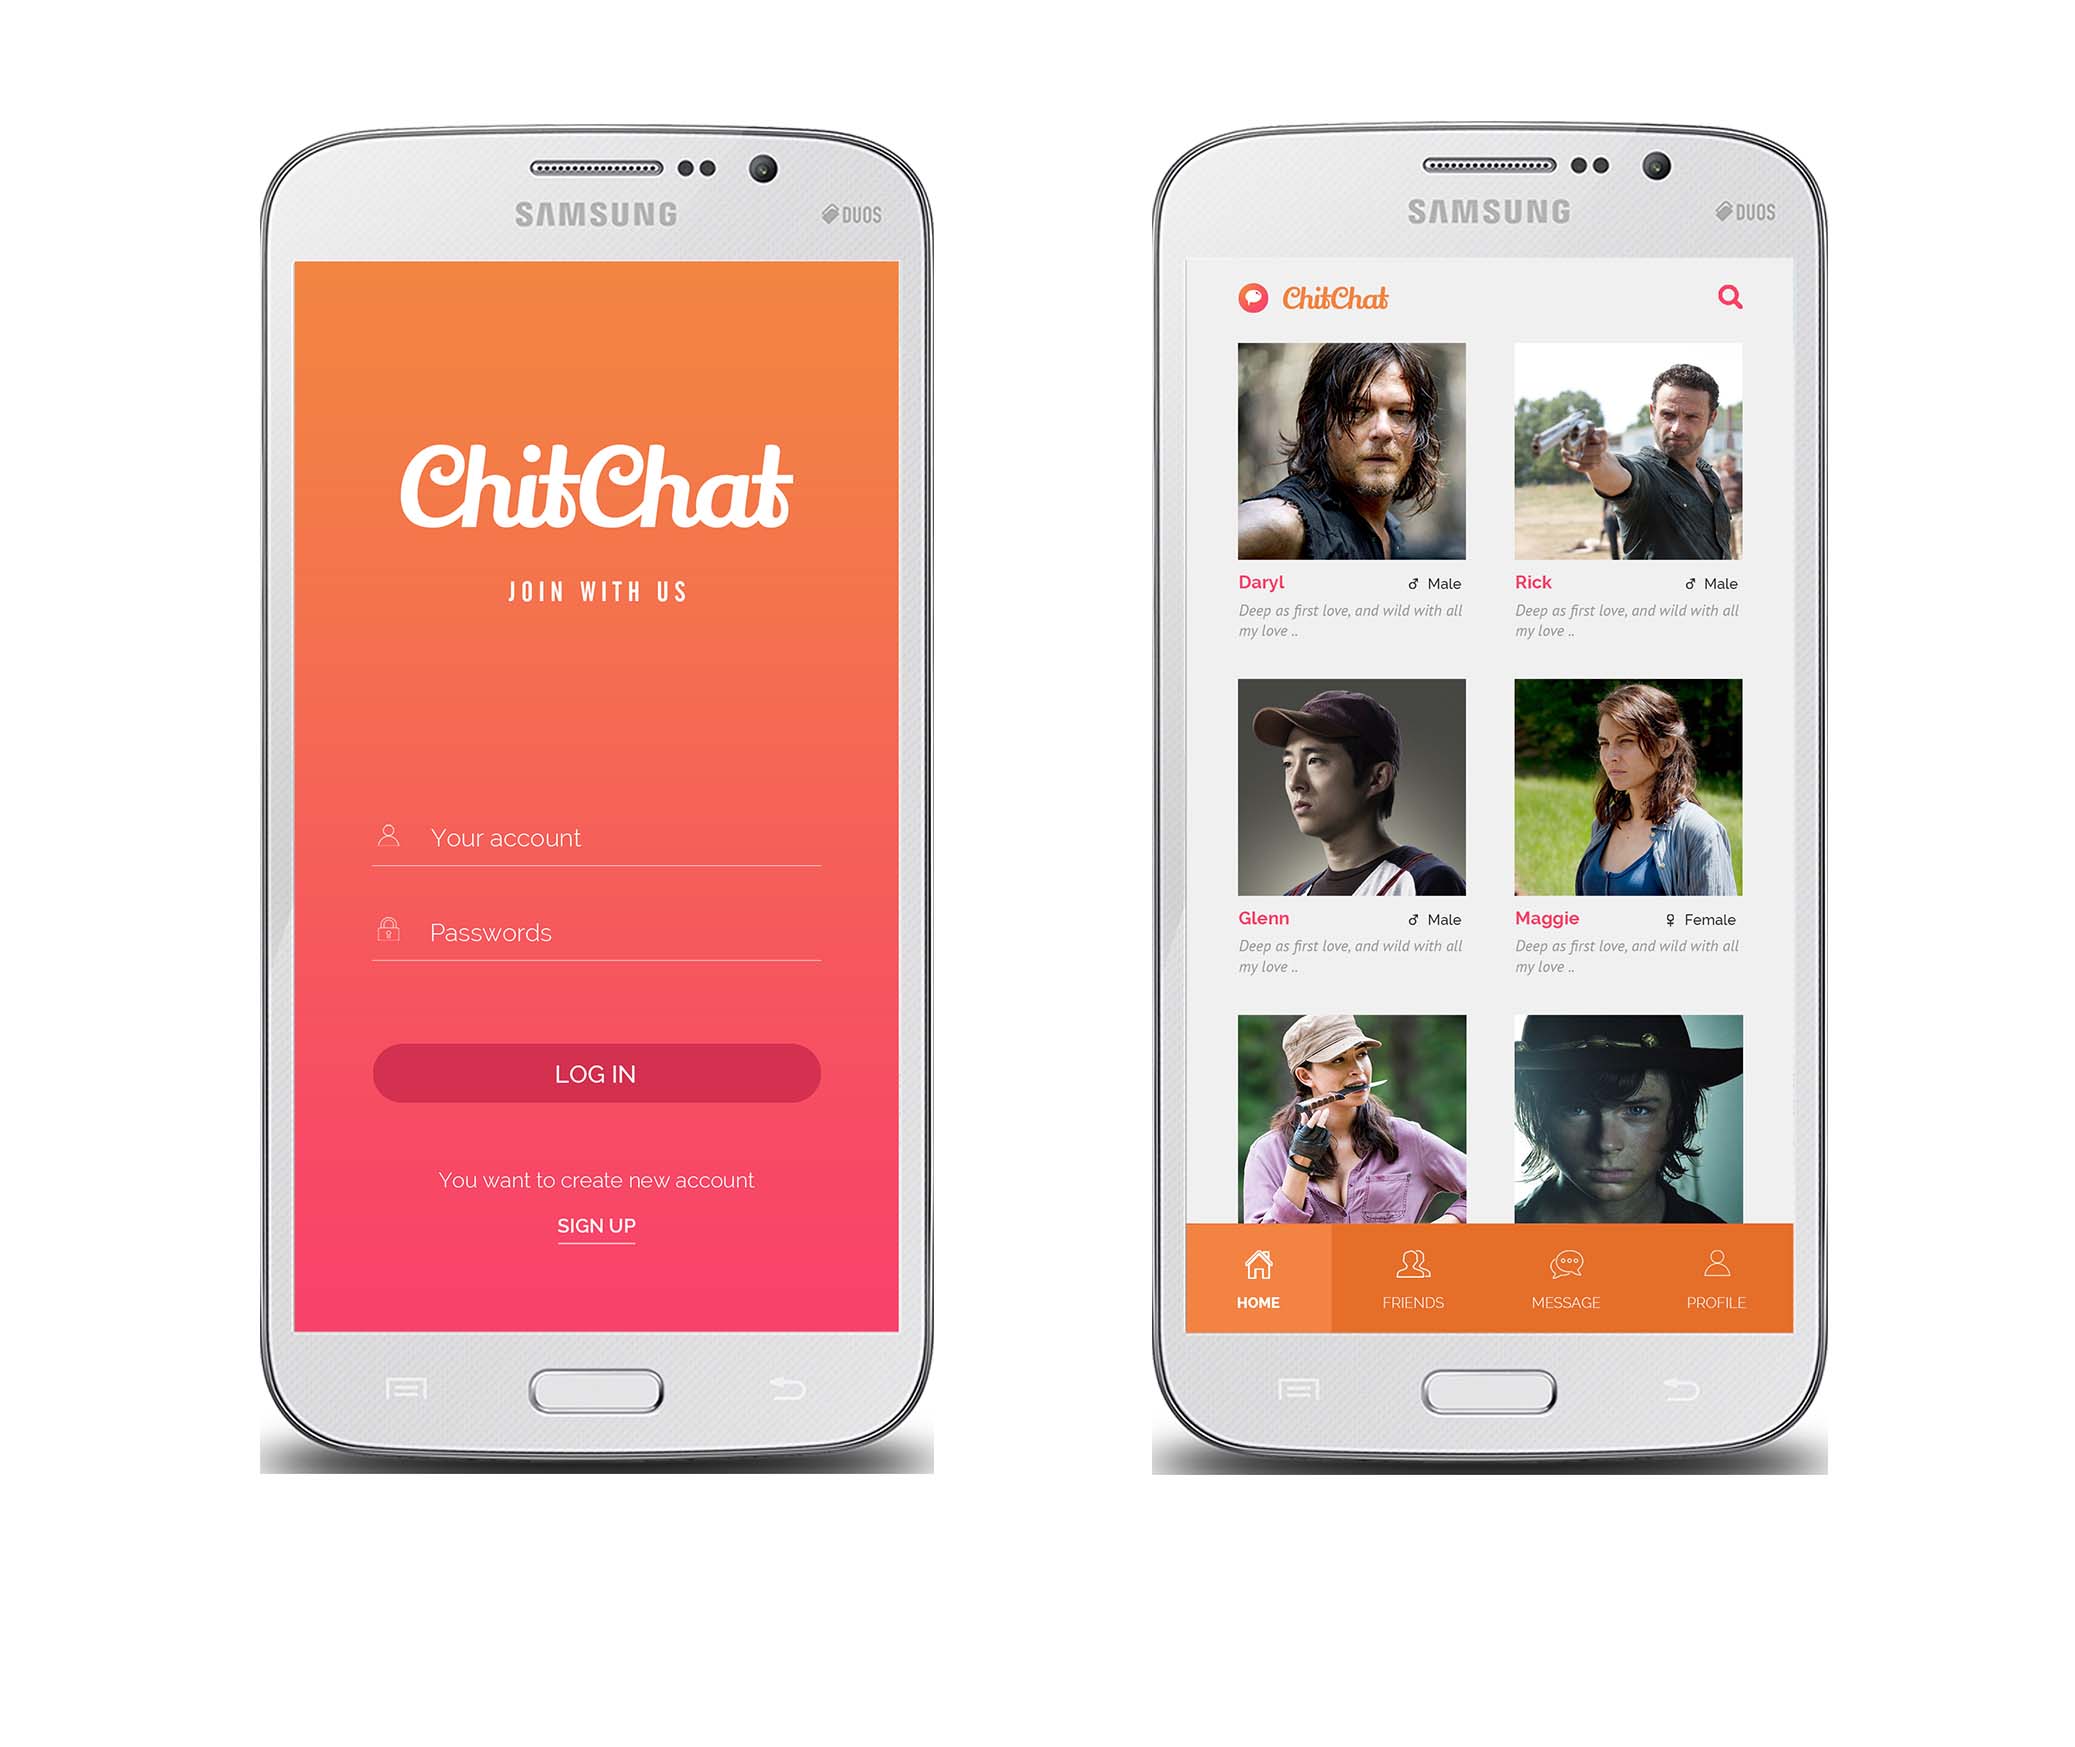 SAMSUNG
DUOS
ChitChat
JOIN WITH US
Your account
Passwords
LOG IN
You want to create new account
SIGN UP
SAMSUNG
DUOS
ChitChat
Daryl
Male
Deep as first love, and wild with all
my love ..
Rick
Male
Deep as first love, and wild with all
my love ..
Glenn
Male
Deep as first love, and wild with all
my love ..
Maggie
Female
Deep as first love, and wild with all
my love ..
HOME
FRIENDS
MESSAGE
PROFILE